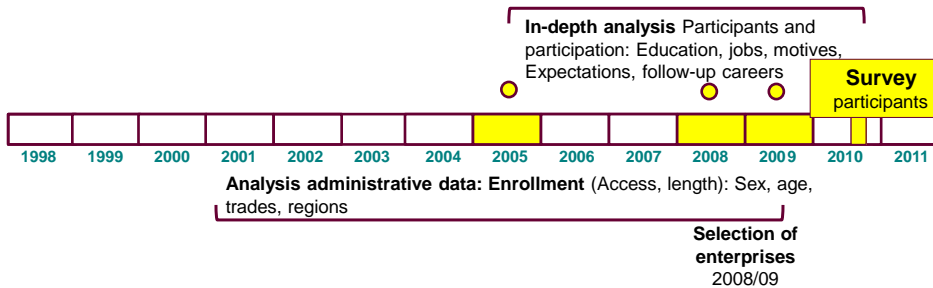 In-depth analysis Participants and
participation: Education, jobs, motives,
Expectations, follow-up careers
Survey
participants
1998 1999 2000 2001 2002 2003 2004 2005 2006 2007 2008 2009 2010 2011
Analysis administrative data: Enrollment (Access, length): Sex, age,
trades, regions
Selection of
enterprises
2008/09